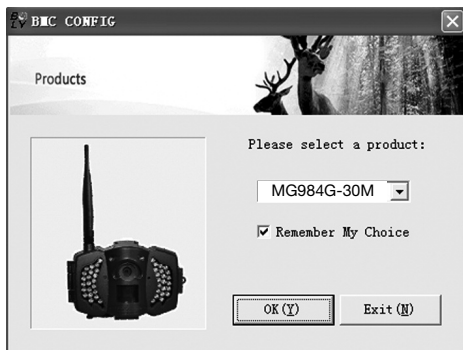 BMC CONFIG
Products
Please select a product:
MG984G-30M
Remember My Choice
OK(Y) Exit(N)